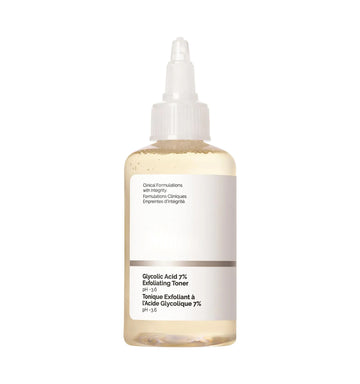 Clinical Formulations
with Integrity
Formulations Cliniques
Empreintes d'Intégrité
Glycolic Acid 7%
Exfoliating Toner
pH ~3.6
Tonique Exfoliant à
l'Acide Glycolique 7%
pH ~3.6